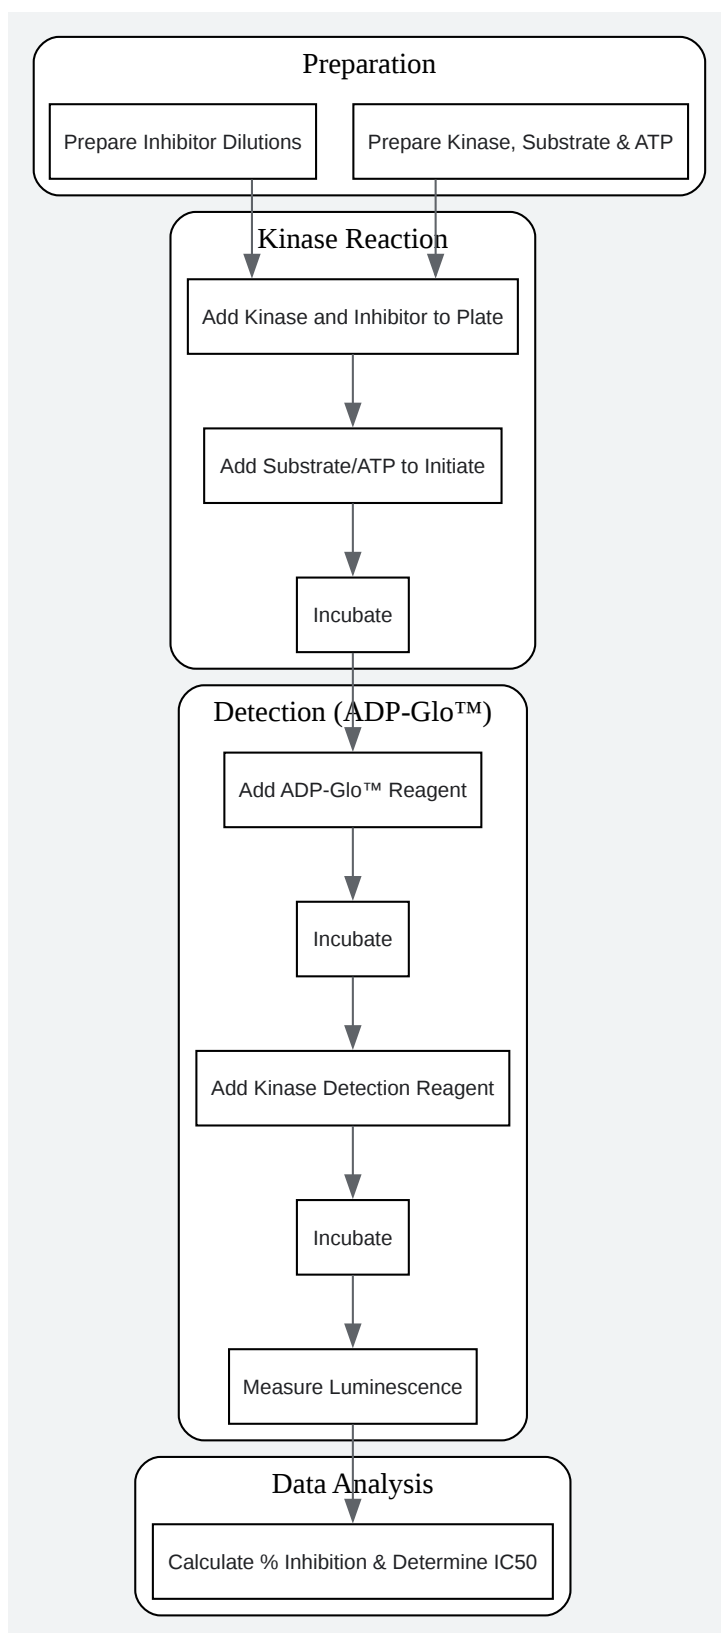 Preparation
Prepare Inhibitor Dilutions
Prepare Kinase, Substrate & ATP
Kinase Reaction
Add Kinase and Inhibitor to Plate
Add Substrate/ATP to Initiate
Incubate
Detection (ADP-Glo™)
Add ADP-Glo™ Reagent
Incubate
Add Kinase Detection Reagent
Incubate
Measure Luminescence
Data Analysis
Calculate % Inhibition & Determine IC50